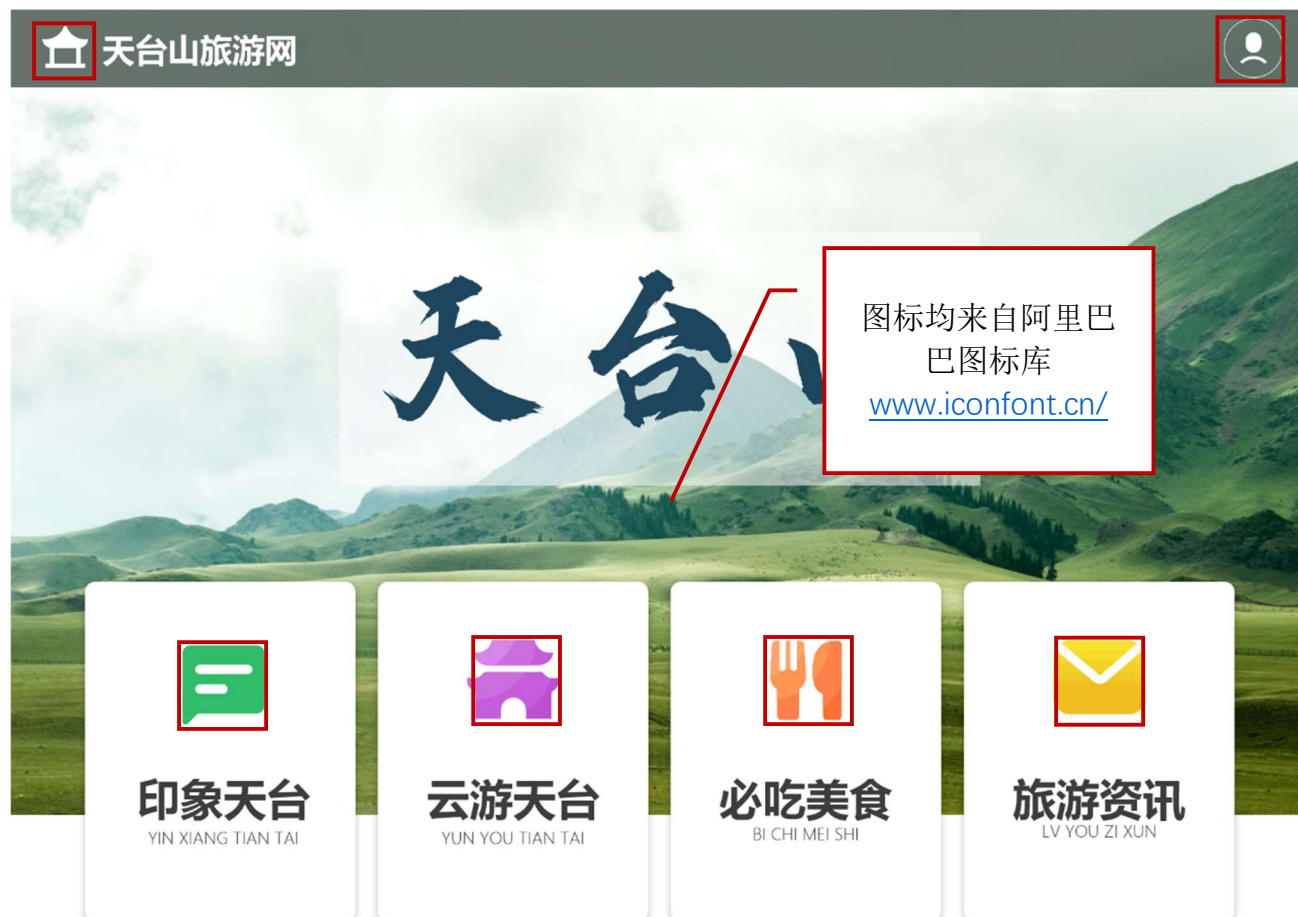 天台山旅游网
天 台
图标均来自阿里巴
巴图标库
www.iconfont.cn/
印象天台
YIN XIANG TIAN TAI
云游天台
YUN YOU TIAN TAI
必吃美食
BI CHI MEI SHI
旅游资讯
LV YOU ZI XUN